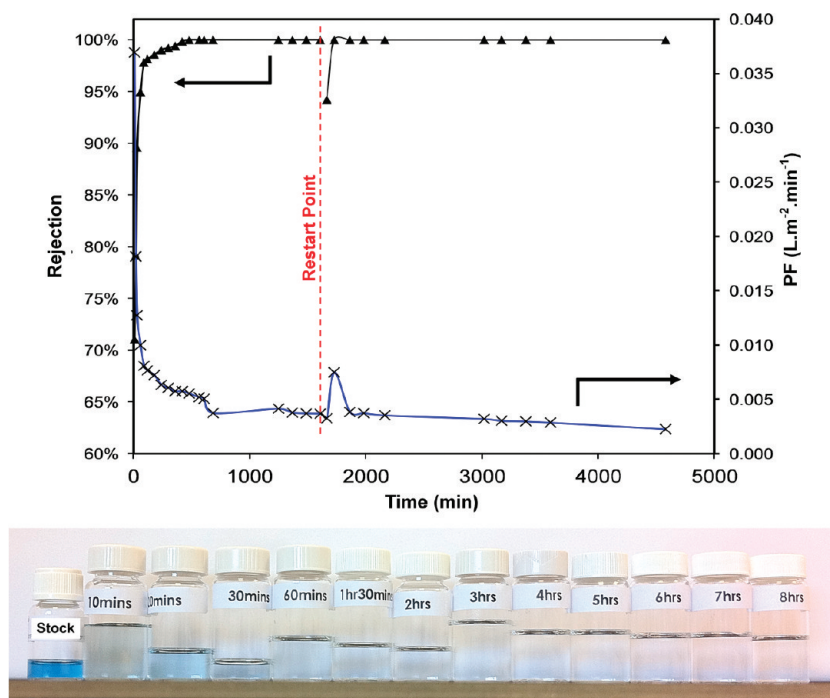 100%
95%
90%
85%
80%
75%
70%
65%
60%
Rejection
0.040
0.035
0.030
0.025
0.020
0.015
0.010
0.005
0.000
PF (L.m⁻².min⁻¹)
Restart Point
0 1000 2000 3000 4000 5000
Time (min)
Stock
10mins
20mins
30mins
60mins
1hr30mins
2hrs
3hrs
4hrs
5hrs
6hrs
7hrs
8hrs